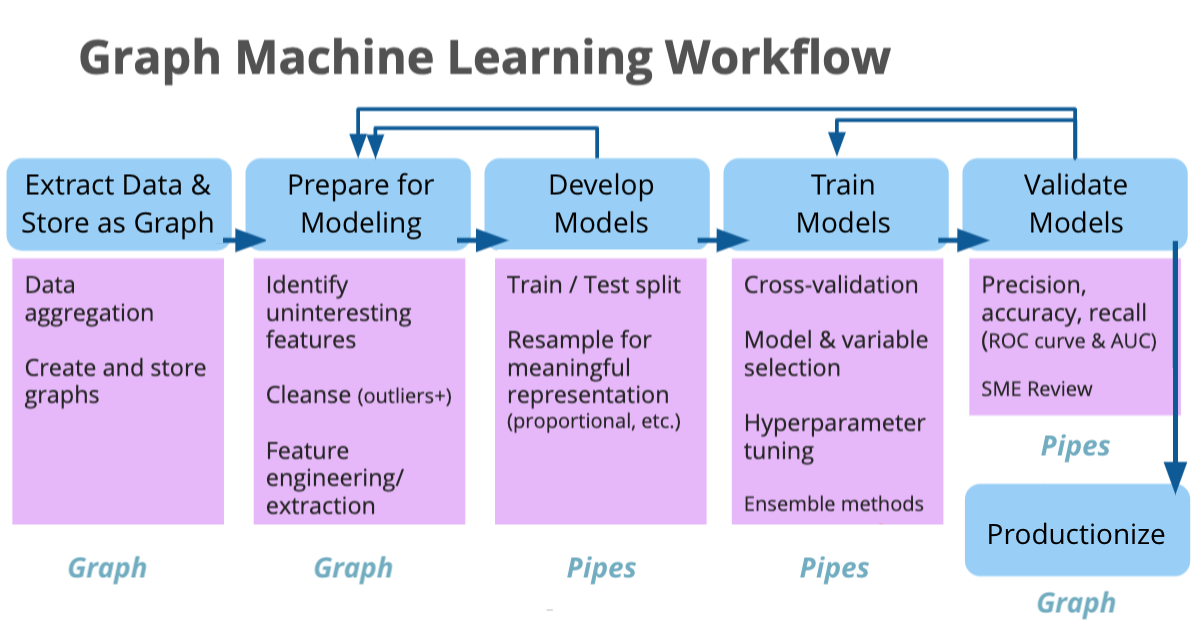 Graph Machine Learning Workflow
Extract Data &
Store as Graph
Data
aggregation
Create and store
graphs
Graph
Prepare for
Modeling
Identify
uninteresting
features
Cleanse (outliers+)
Feature
engineering/
extraction
Graph
Develop
Models
Train / Test split
Resample for
meaningful
representation
(proportional, etc.)
Pipes
Train
Models
Cross-validation
Model & variable
selection
Hyperparameter
tuning
Ensemble methods
Pipes
Validate
Models
Precision,
accuracy, recall
(ROC curve & AUC)
SME Review
Pipes
Productionize
Graph